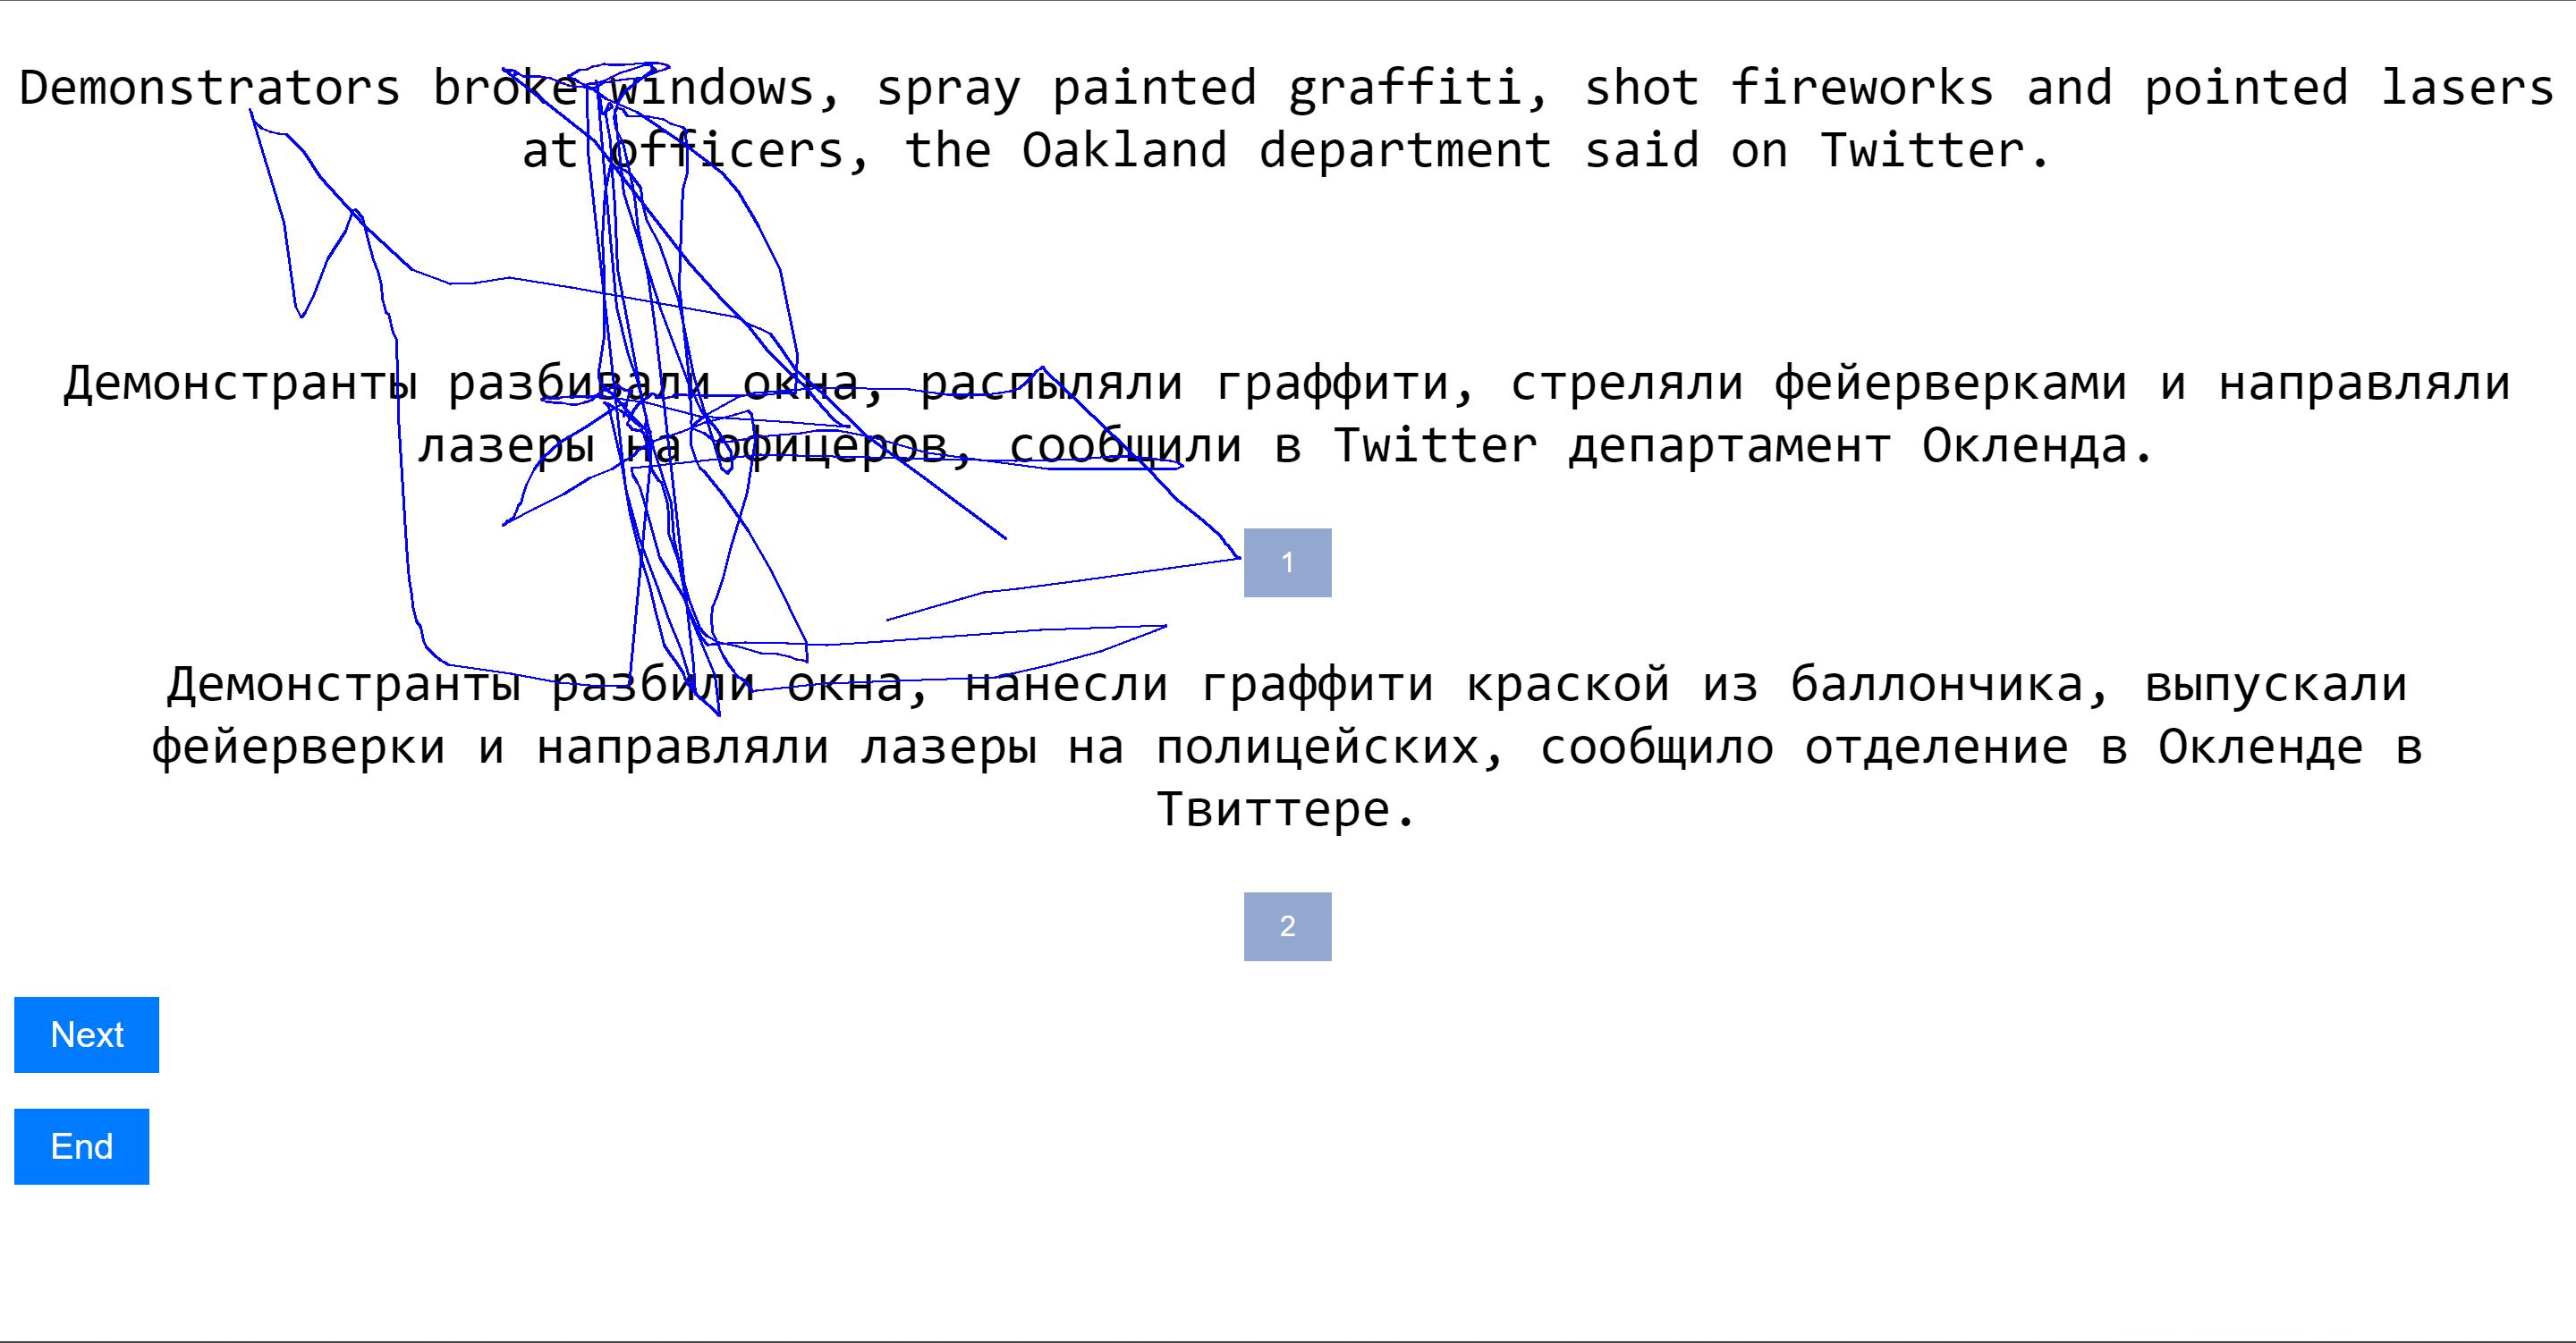 Demonstrators broke windows, spray painted graffiti, shot fireworks and pointed lasers
at officers, the Oakland department said on Twitter.
Демонстранты разбивали окна, распыляли граффити, стреляли фейерверками и направляли
лазеры на офицеров, сообщили в Twitter департамент Окленда.
1
Демонстранты разбили окна, нанесли граффити краской из баллончика, выпускали
фейерверки и направляли лазеры на полицейских, сообщило отделение в Окленде в
Твиттере.
2
Next
End